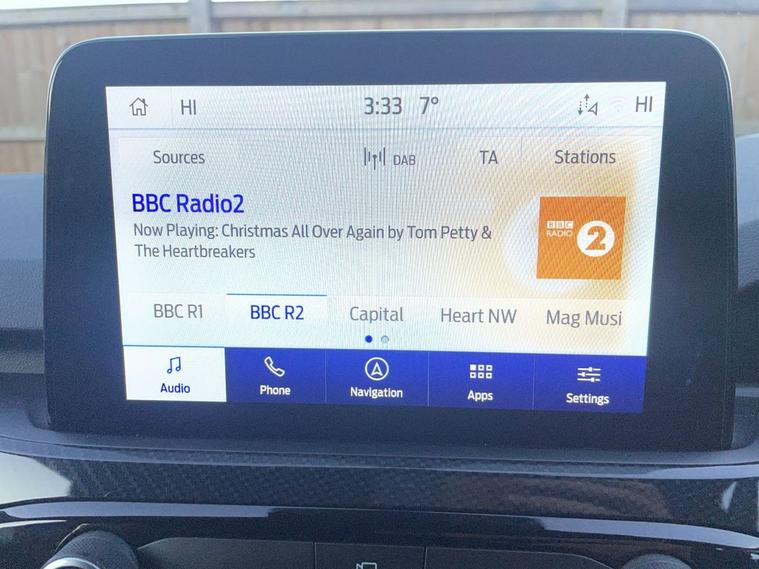 HI 3:33 7° HI
Sources DAB TA Stations
BBC Radio2
Now Playing: Christmas All Over Again by Tom Petty &
The Heartbreakers
BBC
RADIO 2
BBC R1 BBC R2 Capital Heart NW Mag Musi
Audio Phone Navigation Apps Settings